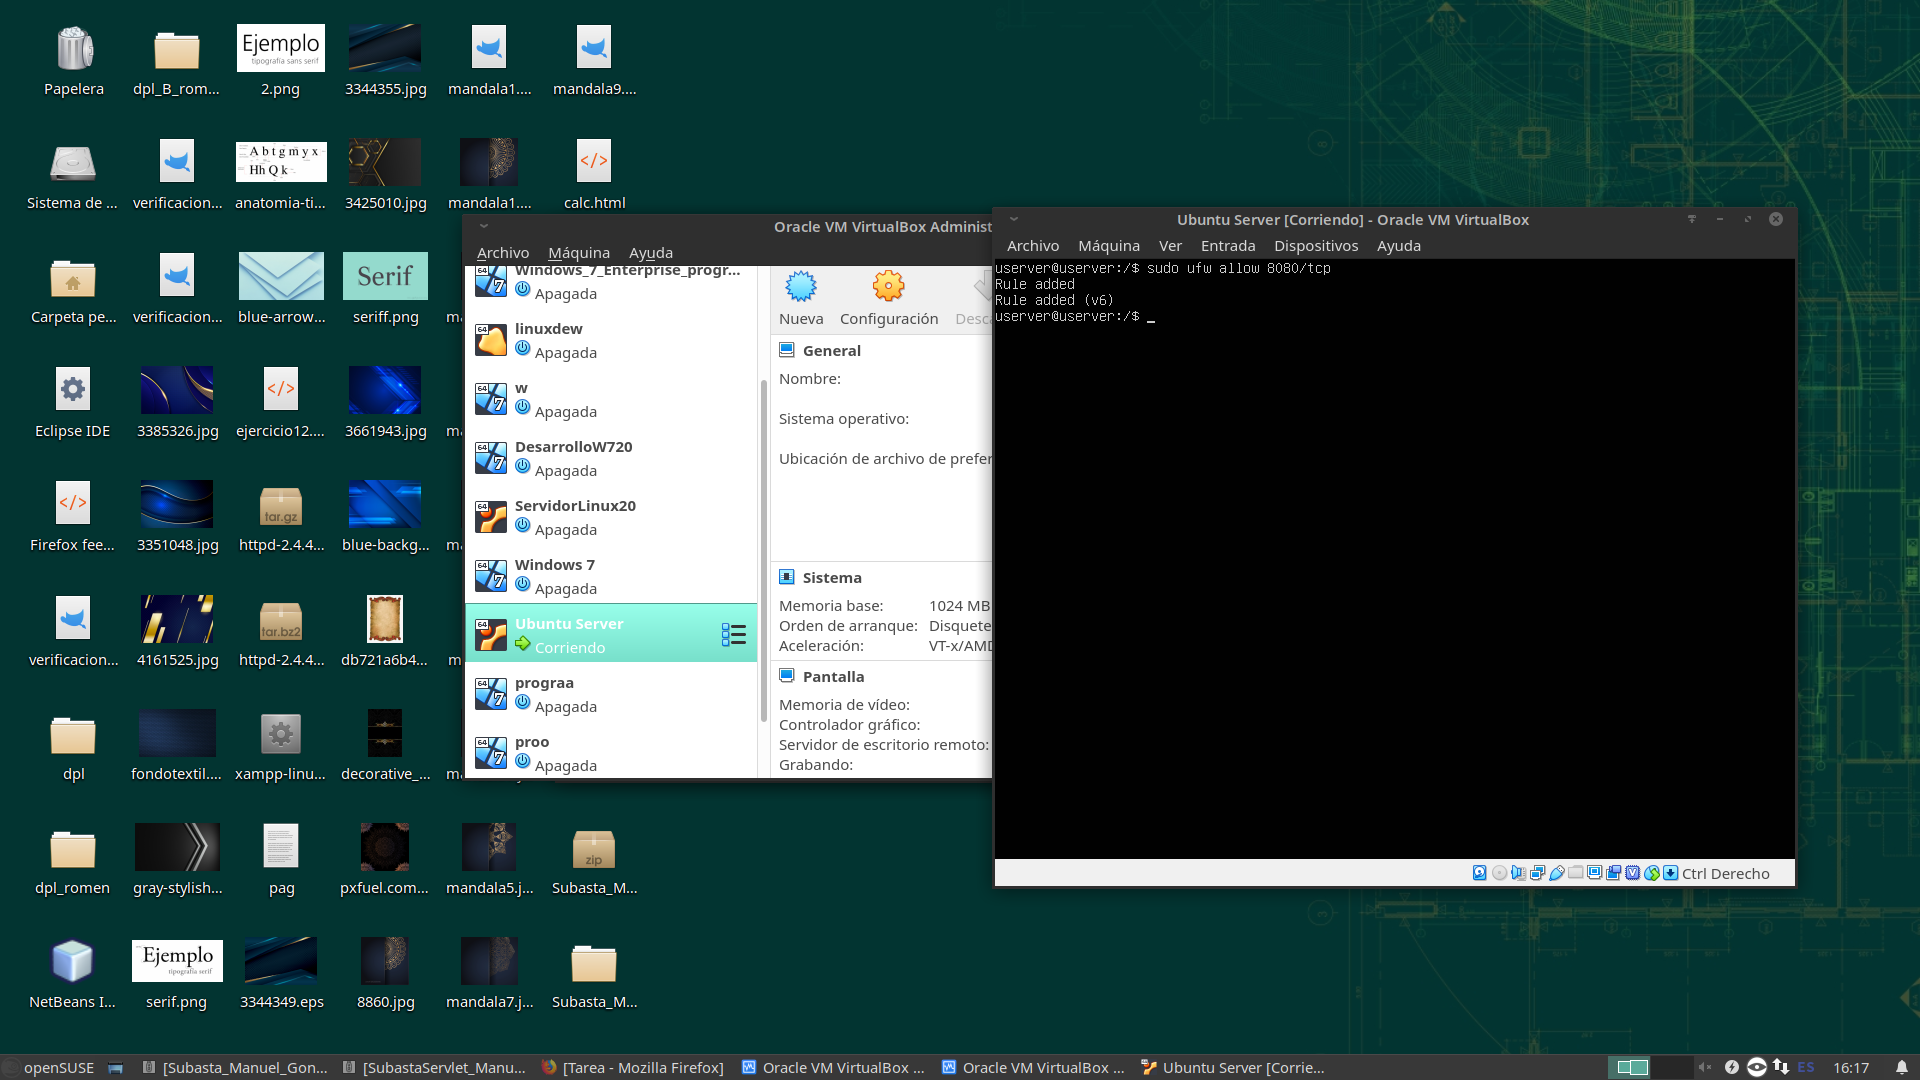 Papelera
dpl_B_rom...
Ejemplo
tipografía sans serif
2.png
3344355.jpg
mandala1....
mandala9....
Sistema de ...
verificacion...
A b t g m y x
Hh Q k
anatomia-ti...
3425010.jpg
mandala1....
calc.html
Carpeta pe...
verificacion...
blue-arrow...
Serif
seriff.png
Eclipse IDE
3385326.jpg
ejercicio12....
3661943.jpg
Firefox fee...
3351048.jpg
tar.gz
httpd-2.4.4...
blue-backg...
verificacion...
4161525.jpg
tar.bz2
httpd-2.4.4...
db721a6b4...
dpl
fondotextil....
xampp-linu...
decorative_...
dpl_romen
gray-stylish...
pag
pxfuel.com...
mandala5.j...
zip
Subasta_M...
NetBeans I...
Ejemplo
tipografía serif
serif.png
3344349.eps
8860.jpg
mandala7.j...
Subasta_M...
Oracle VM VirtualBox Administ
Archivo Máquina Ayuda
Windows_7_Enterprise_progr...
Apagada
linuxdew
Apagada
w
Apagada
DesarrolloW720
Apagada
ServidorLinux20
Apagada
Windows 7
Apagada
Ubuntu Server
Corriendo
prograa
Apagada
proo
Apagada
Nueva Configuración Desca
General
Nombre:
Sistema operativo:
Ubicación de archivo de prefer
Sistema
Memoria base: 1024 MB
Orden de arranque: Disquete
Aceleración: VT-x/AMD
Pantalla
Memoria de vídeo:
Controlador gráfico:
Servidor de escritorio remoto:
Grabando:
Ubuntu Server [Corriendo] - Oracle VM VirtualBox
Archivo Máquina Ver Entrada Dispositivos Ayuda
userver@userver:/$ sudo ufw allow 8080/tcp
Rule added
Rule added (v6)
userver@userver:/$ _
Ctrl Derecho
openSUSE
[Subasta_Manuel_Gon...
[SubastaServlet_Manu...
[Tarea - Mozilla Firefox]
Oracle VM VirtualBox ...
Oracle VM VirtualBox ...
Ubuntu Server [Corrie...
ES
16:17